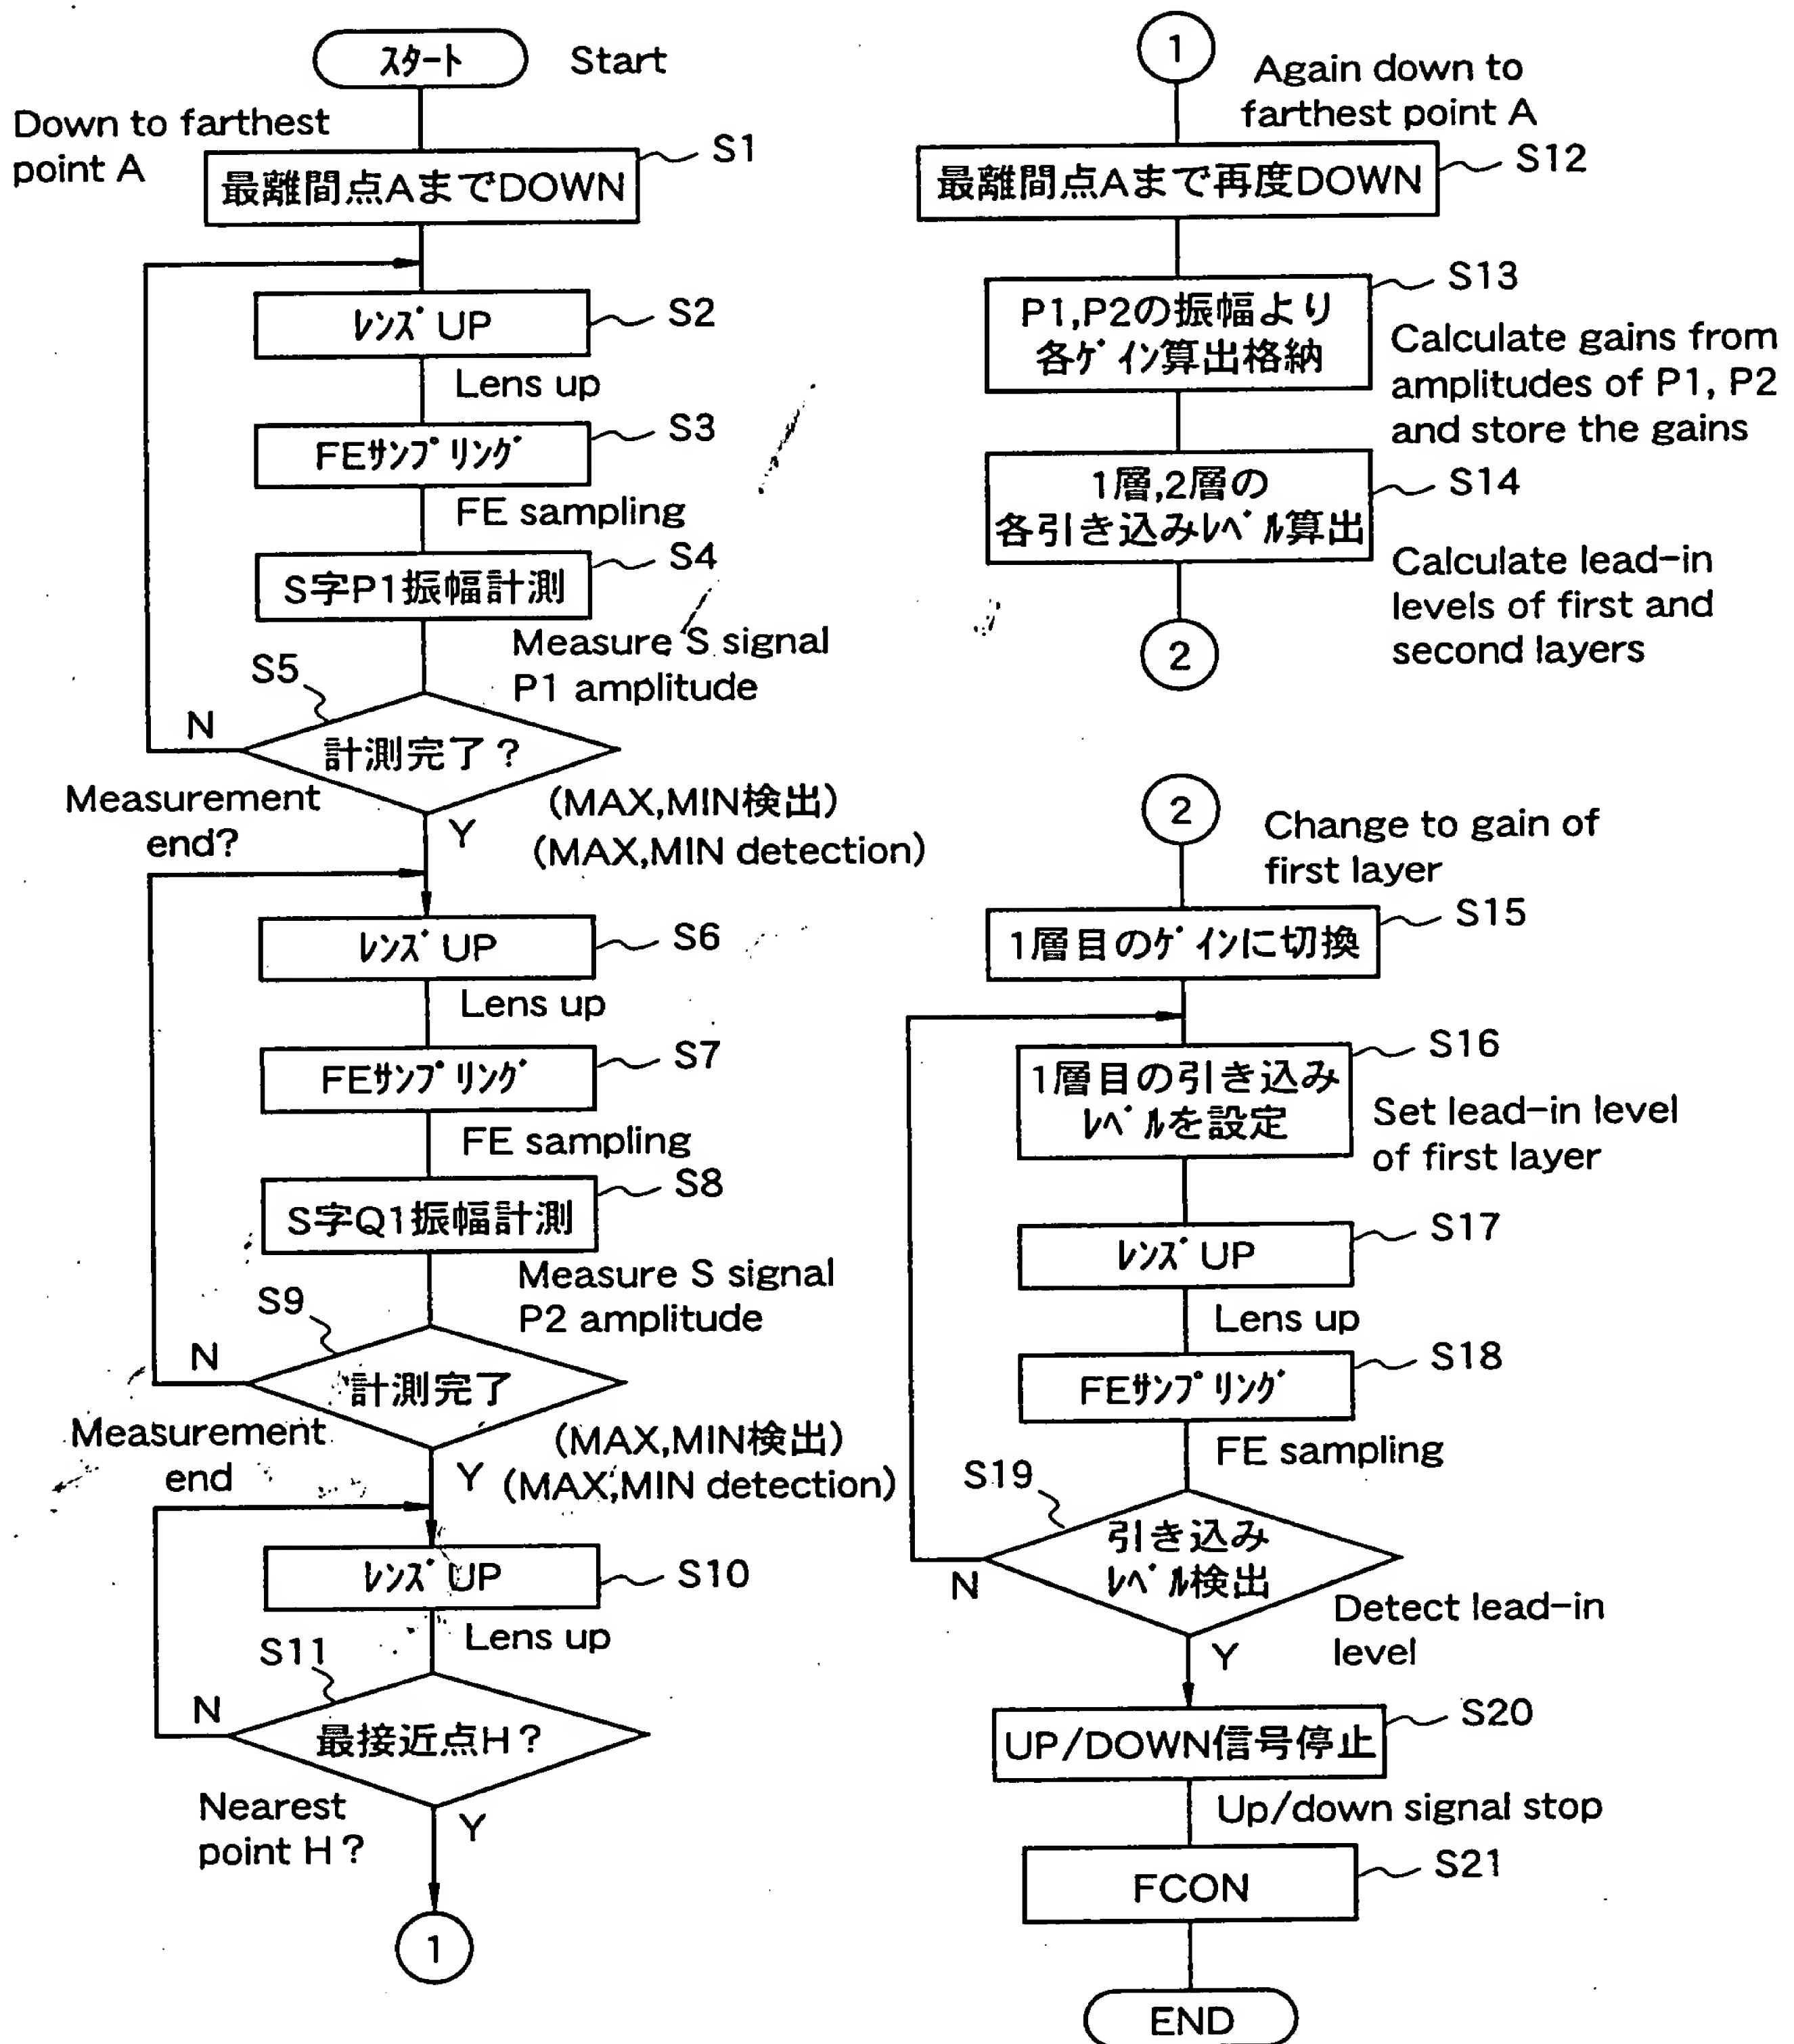 スタート
Start
Down to farthest
point A
S1
最離間点AまでDOWN
S2
レンズUP
Lens up
S3
FEサンプリング
FE sampling
S4
S字P1振幅計測
Measure S signal
P1 amplitude
S5
N
計測完了？
Measurement
end?
(MAX,MIN検出)
Y
(MAX,MIN detection)
S6
レンズUP
Lens up
S7
FEサンプリング
FE sampling
S8
S字Q1振幅計測
Measure S signal
P2 amplitude
S9
N
計測完了
Measurement
end
(MAX,MIN検出)
Y
(MAX,MIN detection)
S10
レンズUP
Lens up
S11
N
最接近点H？
Nearest
point H?
Y
1
1
Again down to
farthest point A
S12
最離間点Aまで再度DOWN
S13
P1,P2の振幅より
各ゲイン算出格納
Calculate gains from
amplitudes of P1, P2
and store the gains
S14
1層,2層の
各引き込みレベル算出
Calculate lead-in
levels of first and
second layers
2
2
Change to gain of
first layer
S15
1層目のゲインに切換
S16
1層目の引き込み
レベルを設定
Set lead-in level
of first layer
S17
レンズUP
Lens up
S18
FEサンプリング
FE sampling
S19
引き込み
レベル検出
N
Detect lead-in
level
Y
S20
UP/DOWN信号停止
Up/down signal stop
S21
FCON
END